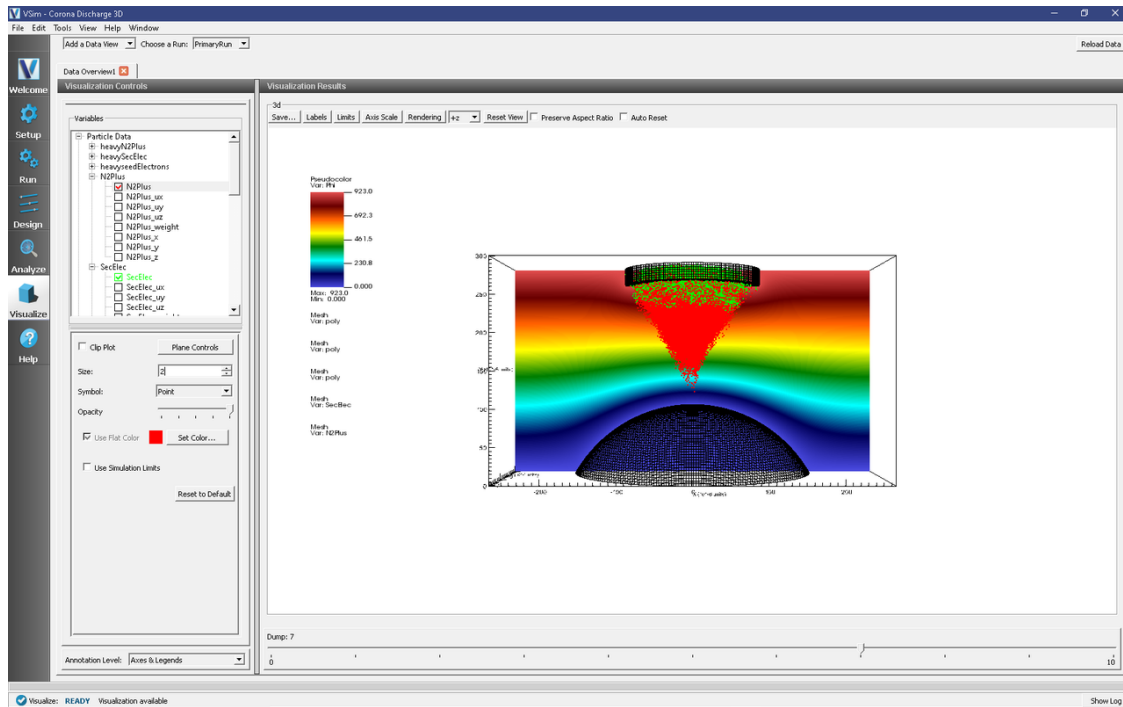 VSim - Corona Discharge 3D
File Edit Tools View Help Window
Add a Data View Choose a Run: PrimaryRun Reload Data
Welcome
Setup
Run
Design
Analyze
Visualize
Help
Data Overview1
Visualization Controls
Variables
Particle Data
heavyN2Plus
heavySecElec
heavyseedElectrons
N2Plus
N2Plus
N2Plus_ux
N2Plus_uy
N2Plus_uz
N2Plus_weight
N2Plus_x
N2Plus_y
N2Plus_z
SecElec
SecElec
SecElec_ux
SecElec_uy
SecElec_uz
Clip Plot Plane Controls
Size: 2
Symbol: Point
Opacity
Use Flat Color Set Color...
Use Simulation Limits
Reset to Default
Annotation Level: Axes & Legends
Visualization Results
3d
Save... Labels Limits Axis Scale Rendering +z Reset View Preserve Aspect Ratio Auto Reset
Pseudocolor
Var: Phi
923.0
692.3
461.5
230.8
0.000
Max: 923.0
Min: 0.000
Mesh
Var: poly
Mesh
Var: poly
Mesh
Var: poly
Mesh
Var: SecElec
Mesh
Var: N2Plus
300
250
200
50
0
-200 -100 0 100 200
Dump: 7
0 10
Visualize: READY Visualization available Show Log